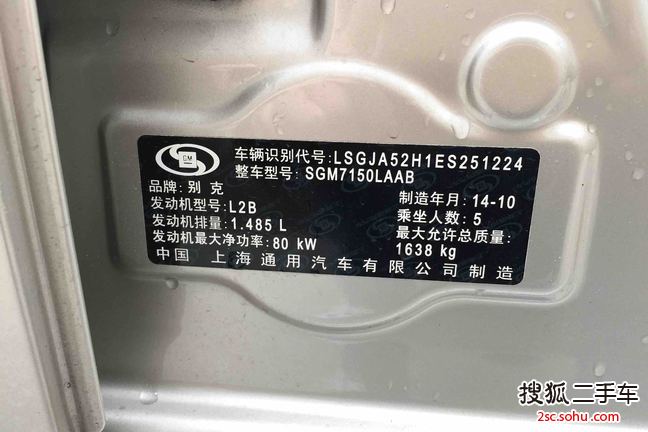 GM
车辆识别代号:LSGJA52H1ES251224
整车型号: SGM7150LAAB
品牌: 别 克
制造年月: 14-10
发动机型号: L2B
乘坐人数: 5
发动机排量: 1.485 L
最大允许总质量:
发动机最大净功率: 80 kW
1638 kg
中国 上海通用汽车有限公司制造
搜狐二手车
2sc.sohu.com